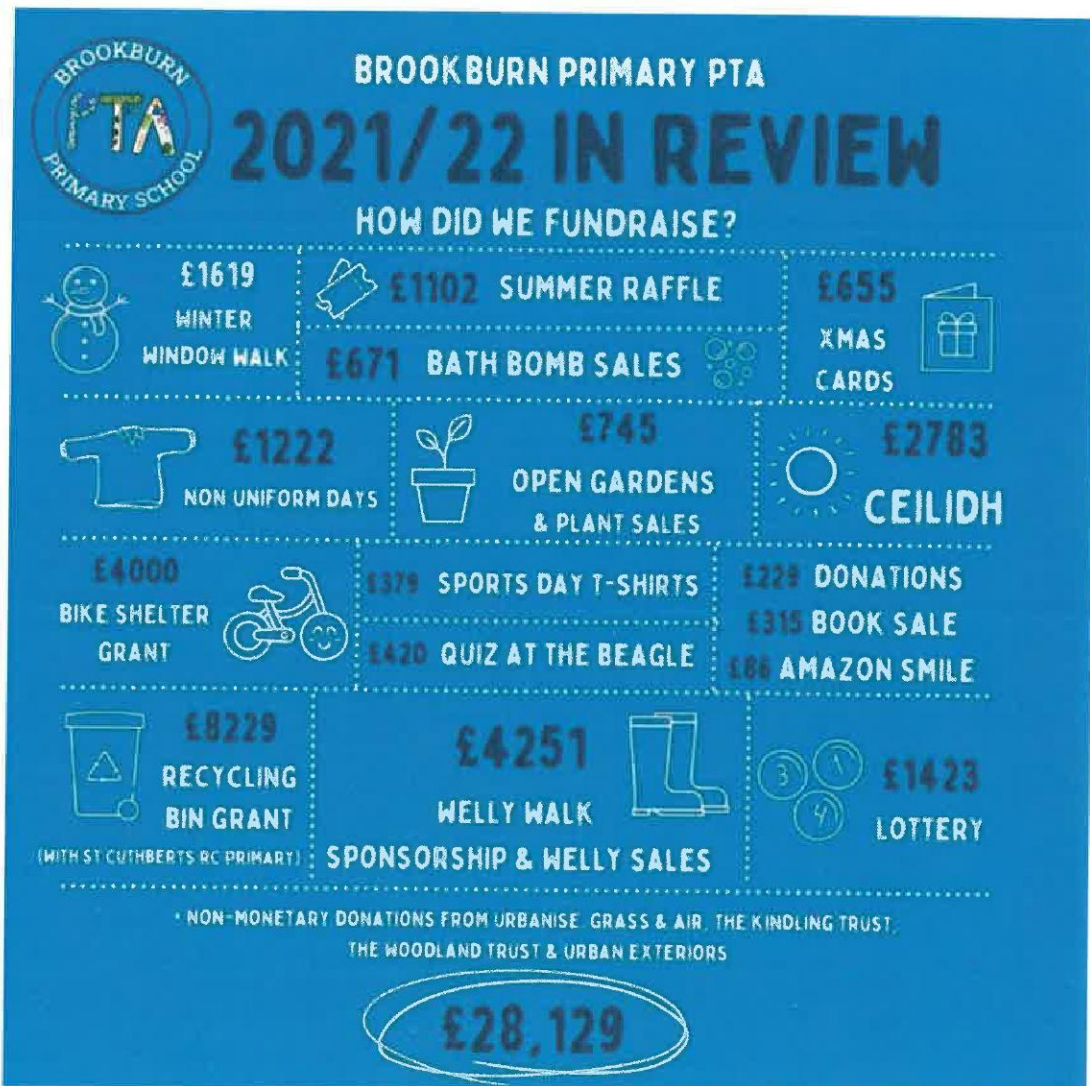 BROOKBURN
PTA
PRIMARY SCHOOL
BROOKBURN PRIMARY PTA
2021/22 IN REVIEW
HOW DID WE FUNDRAISE?
£1619
WINTER
WINDOW WALK
£1102 SUMMER RAFFLE
£671 BATH BOMB SALES
£655
XMAS
CARDS
£1222
NON UNIFORM DAYS
£745
OPEN GARDENS
& PLANT SALES
£2783
CEILIDH
£4000
BIKE SHELTER
GRANT
£379 SPORTS DAY T-SHIRTS
£420 QUIZ AT THE BEAGLE
£229 DONATIONS
£315 BOOK SALE
£86 AMAZON SMILE
£8229
RECYCLING
BIN GRANT
(WITH ST CUTHBERTS RC PRIMARY)
£4251
WELLY WALK
SPONSORSHIP & WELLY SALES
3 1
4
£1423
LOTTERY
+ NON-MONETARY DONATIONS FROM URBANISE, GRASS & AIR, THE KINDLING TRUST,
THE WOODLAND TRUST & URBAN EXTERIORS
£28,129